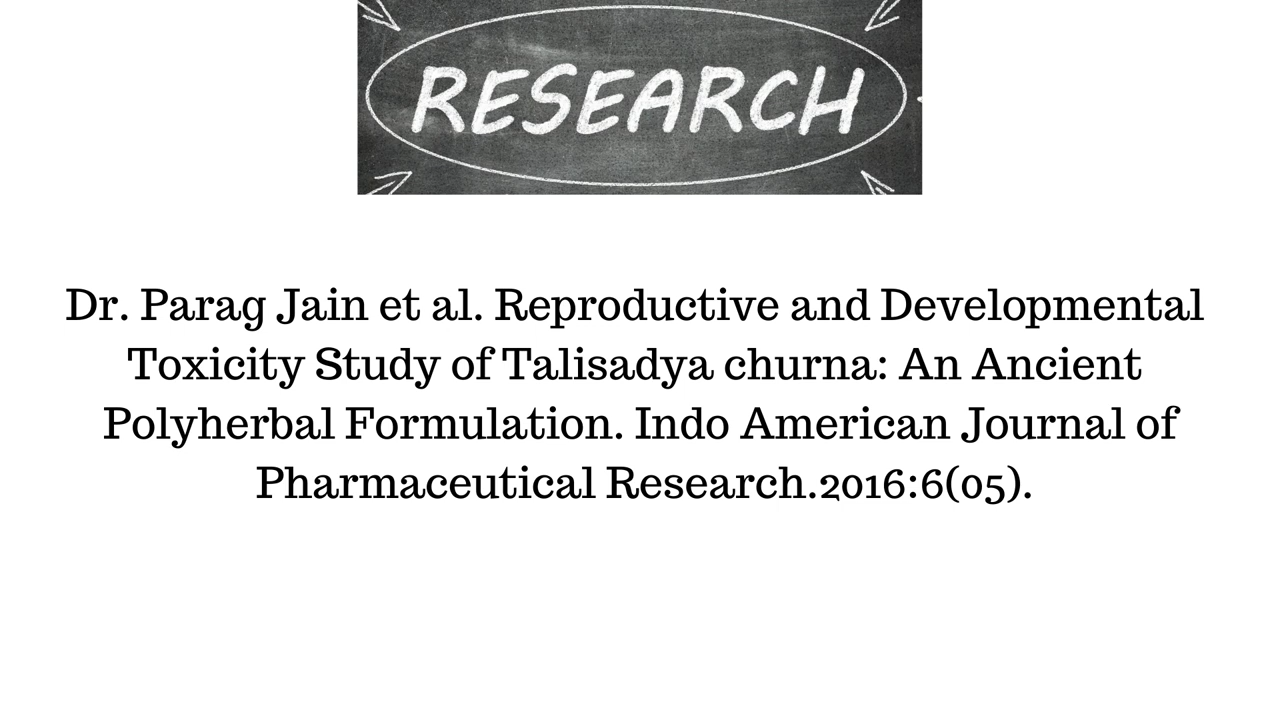 RESEARCH
Dr. Parag Jain et al. Reproductive and Developmental
Toxicity Study of Talisadya churna: An Ancient
Polyherbal Formulation. Indo American Journal of
Pharmaceutical Research.2016:6(05).